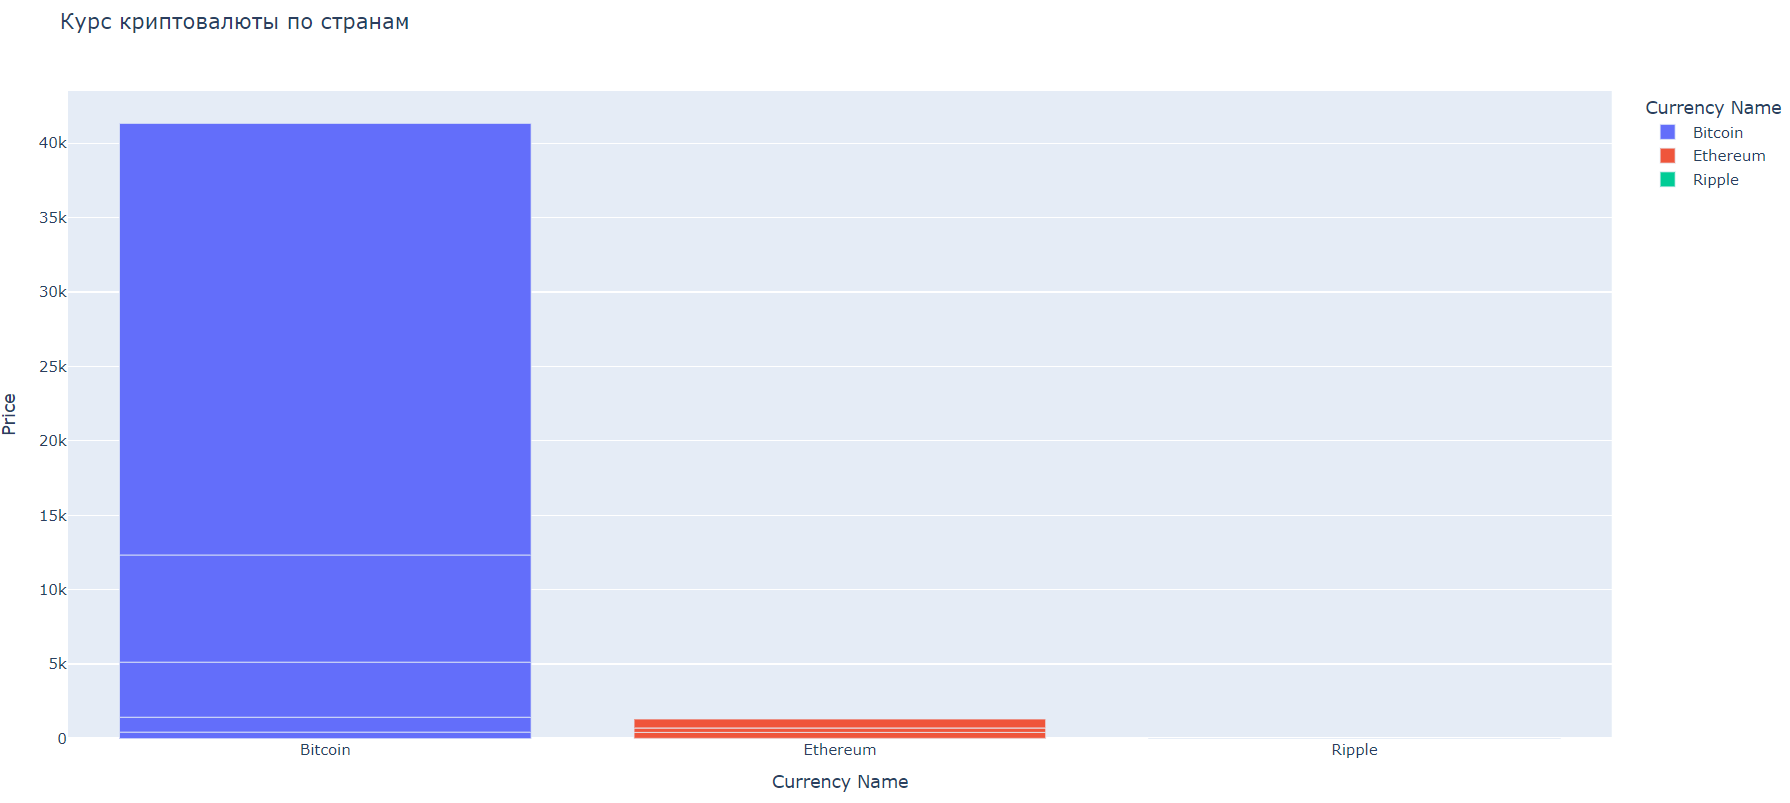 Курс криптовалюты по странам
Currency Name
Bitcoin
Ethereum
Ripple
Price
40k
35k
30k
25k
20k
15k
10k
5k
0
Bitcoin
Ethereum
Ripple
Currency Name